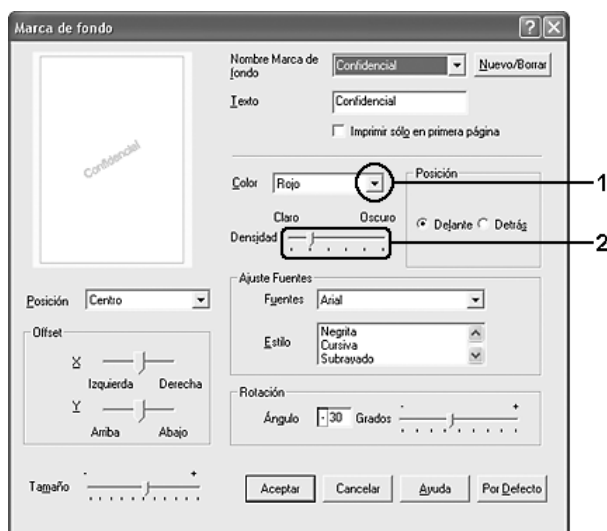 Marca de fondo
Confidencial
Nombre Marca de fondo
Confidencial
Nuevo/Borrar
Texto
Confidencial
Imprimir sólo en primera página
Color
Rojo
1
Posición
Claro
Oscuro
Delante
Detrás
Densidad
2
Posición
Centro
Ajuste Fuentes
Fuentes
Arial
Estilo
Negrita
Cursiva
Subrayado
Offset
X
Izquierda
Derecha
Y
Arriba
Abajo
Rotación
Ángulo
-30
Grados
-
+
Tamaño
-
+
Aceptar
Cancelar
Ayuda
Por Defecto